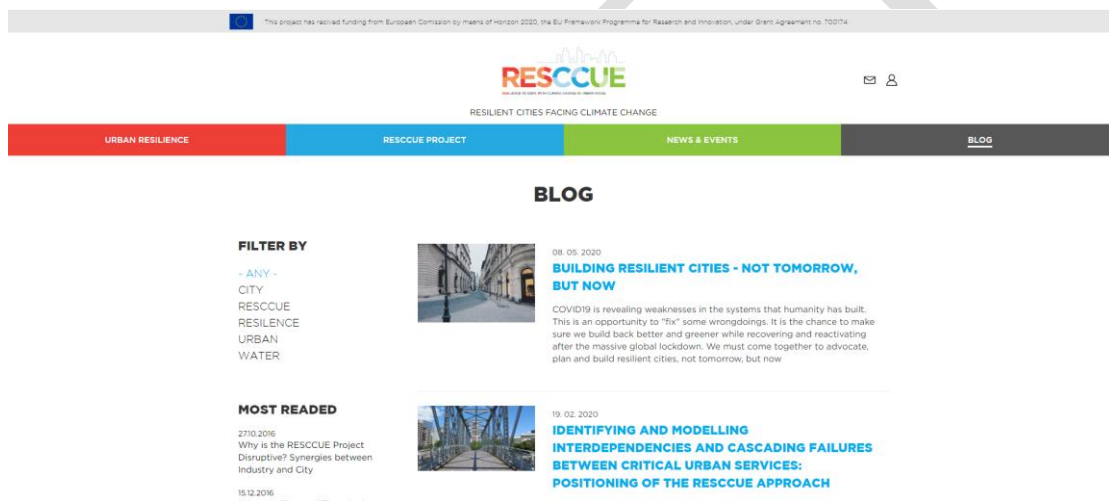 This project has recived funding from European Comission by means of Horizon 2020, the EU Framework Programme for Research and Innovation, under Grant Agreement no. 700174.
RESCCUE
RESILIENT CITIES FACING CLIMATE CHANGE
URBAN RESILIENCE
RESCCUE PROJECT
NEWS & EVENTS
BLOG
BLOG
FILTER BY
- ANY -
CITY
RESCCUE
RESILENCE
URBAN
WATER
MOST READED
27.10.2016
Why is the RESCCUE Project
Disruptive? Synergies between
Industry and City
15.12.2016
08. 05. 2020
BUILDING RESILIENT CITIES - NOT TOMORROW,
BUT NOW
COVID19 is revealing weaknesses in the systems that humanity has built.
This is an opportunity to "fix" some wrongdoings. It is the chance to make
sure we build back better and greener while recovering and reactivating
after the massive global lockdown. We must come together to advocate,
plan and build resilient cities, not tomorrow, but now
19. 02. 2020
IDENTIFYING AND MODELLING
INTERDEPENDENCIES AND CASCADING FAILURES
BETWEEN CRITICAL URBAN SERVICES:
POSITIONING OF THE RESCCUE APPROACH